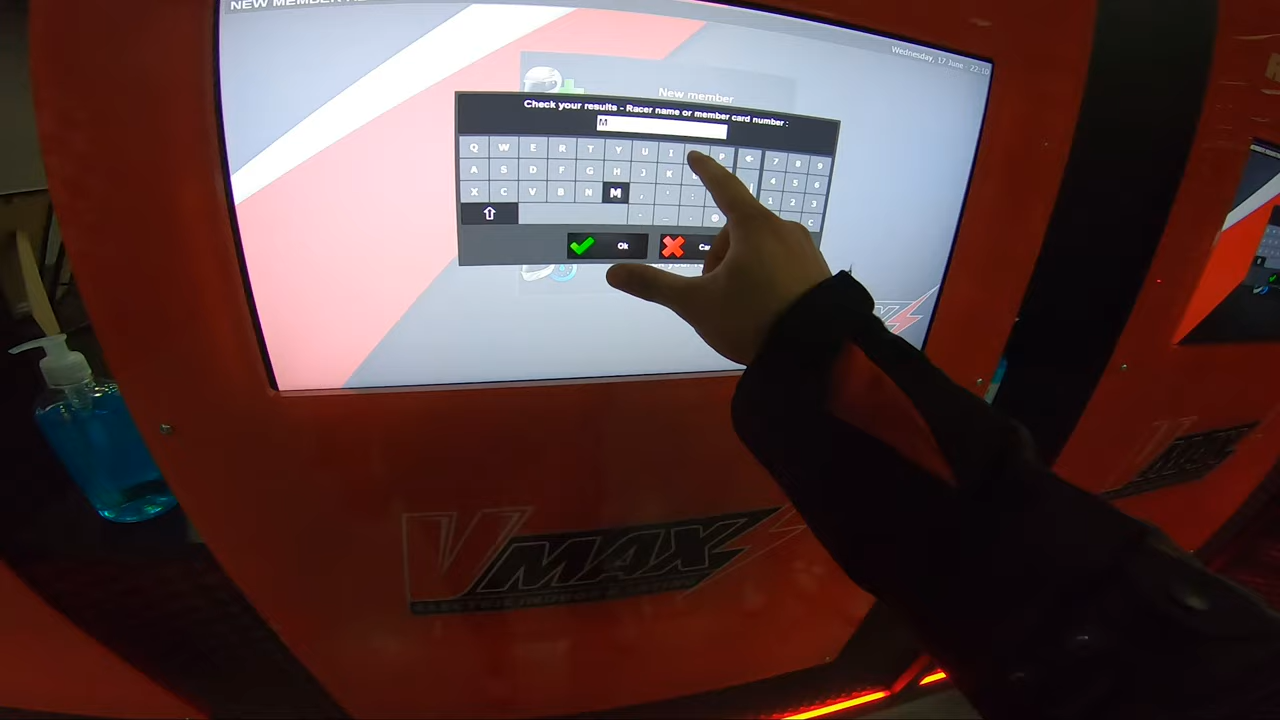 NEW MEMBER
Wednesday, 17 June - 22:10
New member
Check your results - Racer name or member card number :
M
Q W E R T Y U I P 7 8 9
A S D F G H J K 4 5 6
X C V B N M , ' : 1 2 3
- _ . @ C
Ok
VMAX